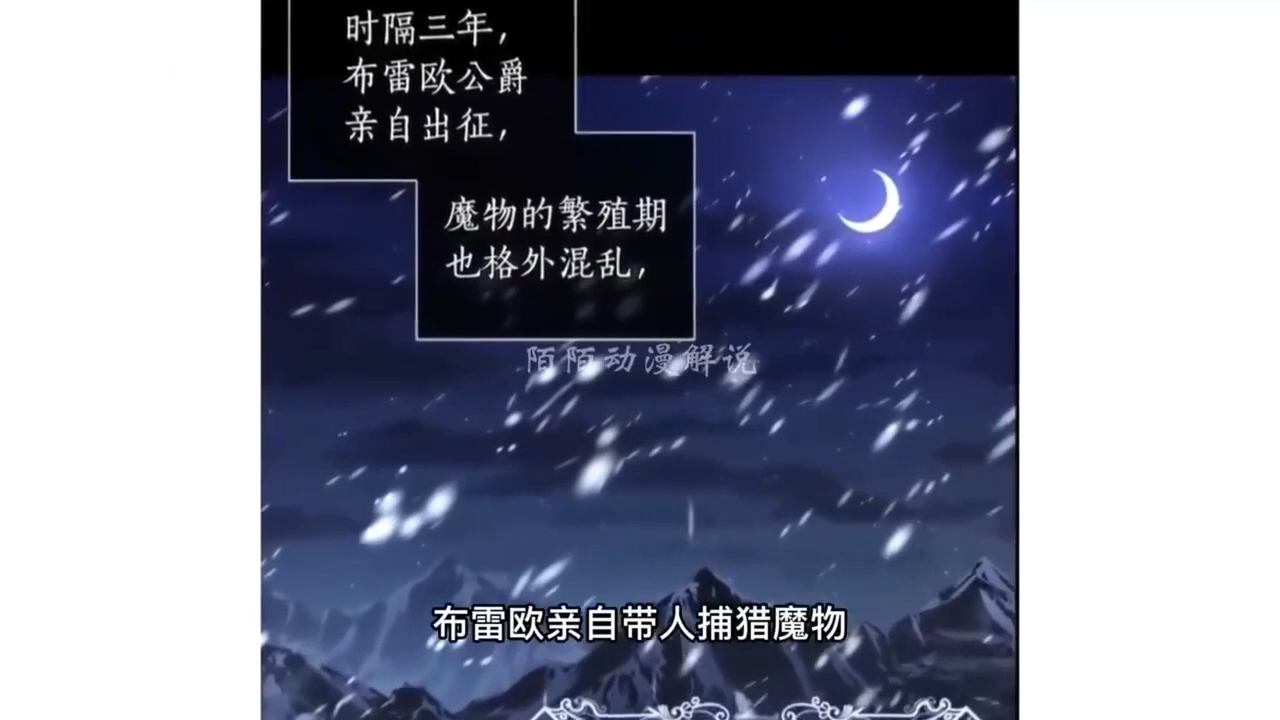 时隔三年，
布雷欧公爵
亲自出征，
魔物的繁殖期
也格外混乱，
陌陌动漫解说
布雷欧亲自带人捕猎魔物